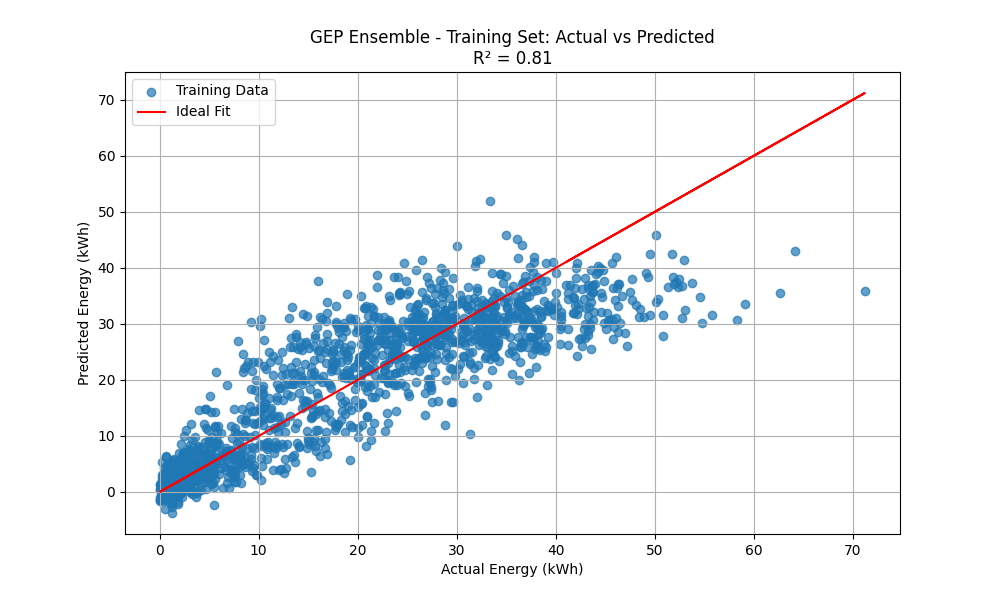 GEP Ensemble - Training Set: Actual vs Predicted
R² = 0.81
Training Data
Ideal Fit
Predicted Energy (kWh)
70
60
50
40
30
20
10
0
0 10 20 30 40 50 60 70
Actual Energy (kWh)